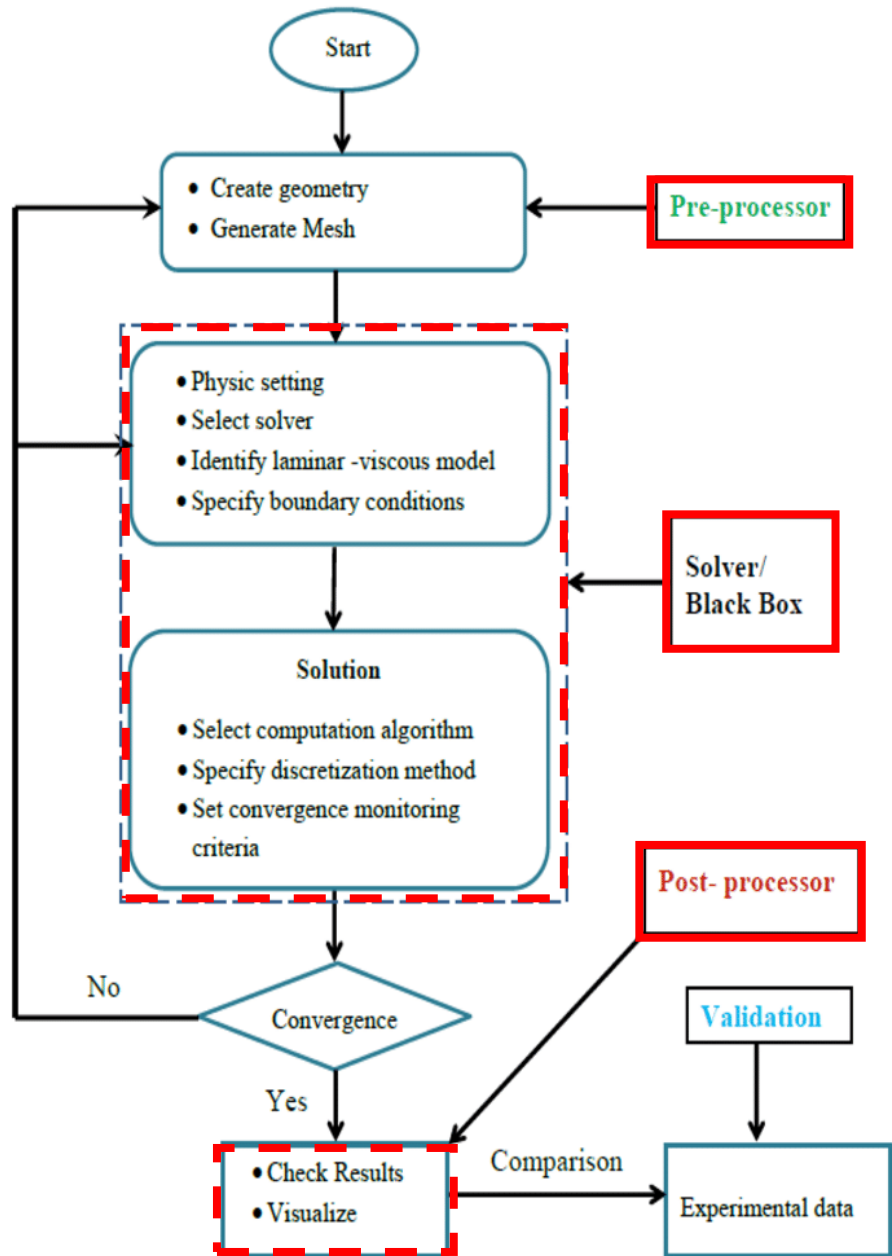 Start
• Create geometry
• Generate Mesh
Pre-processor
• Physic setting
• Select solver
• Identify laminar -viscous model
• Specify boundary conditions
Solver/
Black Box
Solution
• Select computation algorithm
• Specify discretization method
• Set convergence monitoring
criteria
Post- processor
No
Convergence
Validation
Yes
• Check Results
• Visualize
Comparison
Experimental data